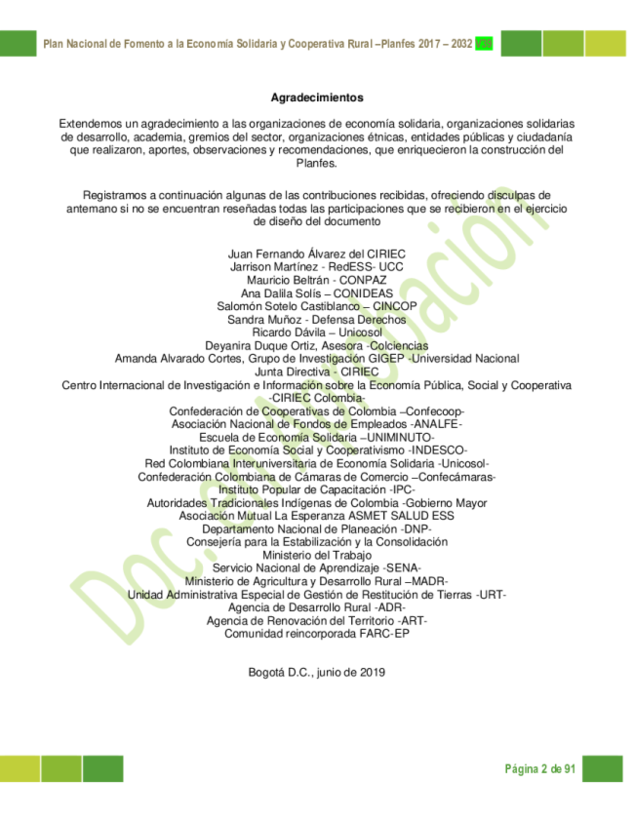 Plan Nacional de Fomento a la Economía Solidaria y Cooperativa Rural –Planfes 2017 – 2032 v39
Agradecimientos
Extendemos un agradecimiento a las organizaciones de economía solidaria, organizaciones solidarias
de desarrollo, academia, gremios del sector, organizaciones étnicas, entidades públicas y ciudadanía
que realizaron, aportes, observaciones y recomendaciones, que enriquecieron la construcción del
Planfes.
Registramos a continuación algunas de las contribuciones recibidas, ofreciendo disculpas de
antemano si no se encuentran reseñadas todas las participaciones que se recibieron en el ejercicio
de diseño del documento
Juan Fernando Álvarez del CIRIEC
Jarrison Martínez - RedESS- UCC
Mauricio Beltrán - CONPAZ
Ana Dalila Solís – CONIDEAS
Salomón Sotelo Castiblanco – CINCOP
Sandra Muñoz - Defensa Derechos
Ricardo Dávila – Unicosol
Deyanira Duque Ortiz, Asesora -Colciencias
Amanda Alvarado Cortes, Grupo de Investigación GIGEP -Universidad Nacional
Junta Directiva - CIRIEC
Centro Internacional de Investigación e Información sobre la Economía Pública, Social y Cooperativa
-CIRIEC Colombia-
Confederación de Cooperativas de Colombia –Confecoop-
Asociación Nacional de Fondos de Empleados -ANALFE-
Escuela de Economía Solidaria –UNIMINUTO-
Instituto de Economía Social y Cooperativismo -INDESCO-
Red Colombiana Interuniversitaria de Economía Solidaria -Unicosol-
Confederación Colombiana de Cámaras de Comercio –Confecámaras-
Instituto Popular de Capacitación -IPC-
Autoridades Tradicionales Indígenas de Colombia -Gobierno Mayor
Asociación Mutual La Esperanza ASMET SALUD ESS
Departamento Nacional de Planeación -DNP-
Consejería para la Estabilización y la Consolidación
Ministerio del Trabajo
Servicio Nacional de Aprendizaje -SENA-
Ministerio de Agricultura y Desarrollo Rural –MADR-
Unidad Administrativa Especial de Gestión de Restitución de Tierras -URT-
Agencia de Desarrollo Rural -ADR-
Agencia de Renovación del Territorio -ART-
Comunidad reincorporada FARC-EP
Bogotá D.C., junio de 2019
Doc. en Aprobación
Página 2 de 91